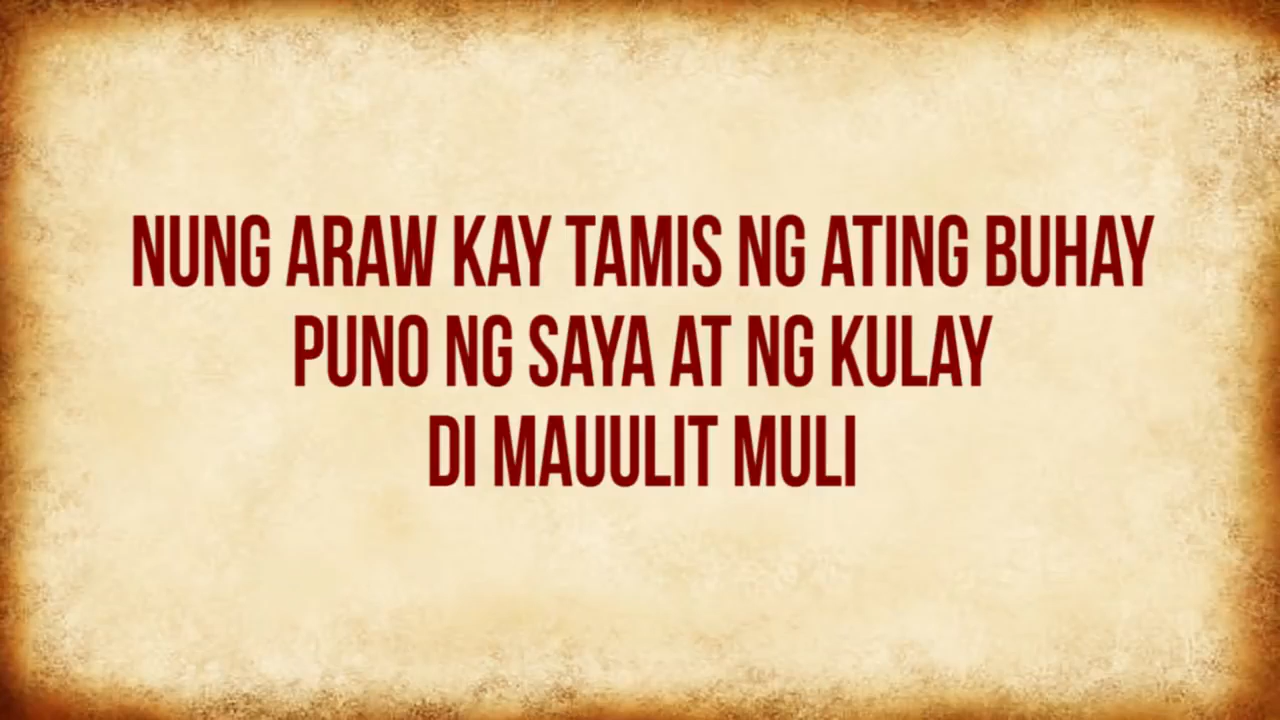 NUNG ARAW KAY TAMIS NG ATING BUHAY
PUNO NG SAYA AT NG KULAY
DI MAUULIT MULI